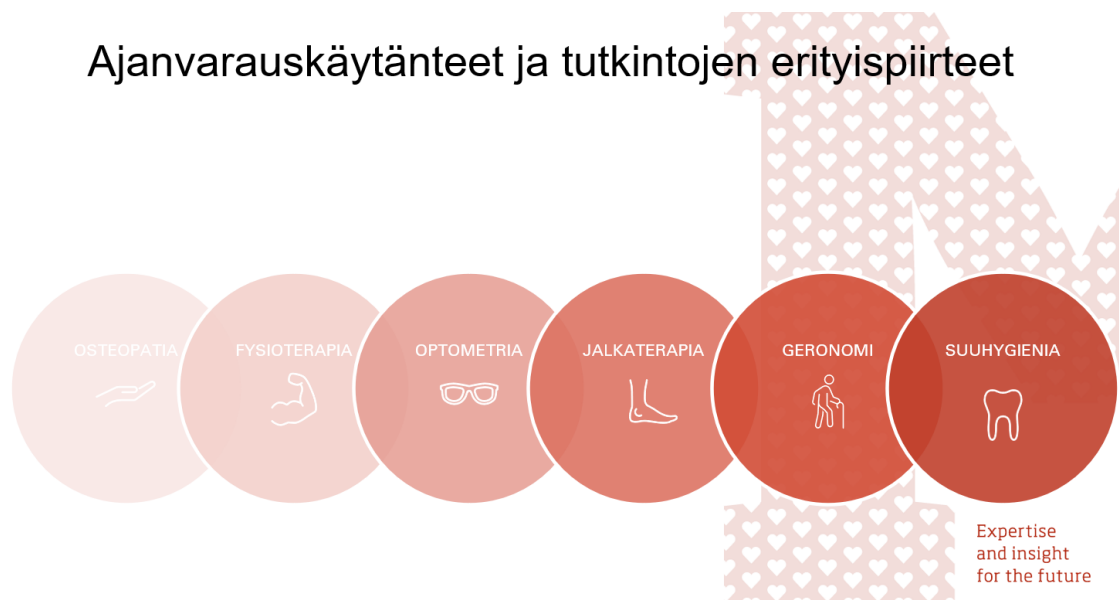 Ajanvarauskäytänteet ja tutkintojen erityispiirteet
OSTEOPATIA
FYSIOTERAPIA
OPTOMETRIA
JALKATERAPIA
GERONOMI
SUUHYGIENIA
Expertise
and insight
for the future